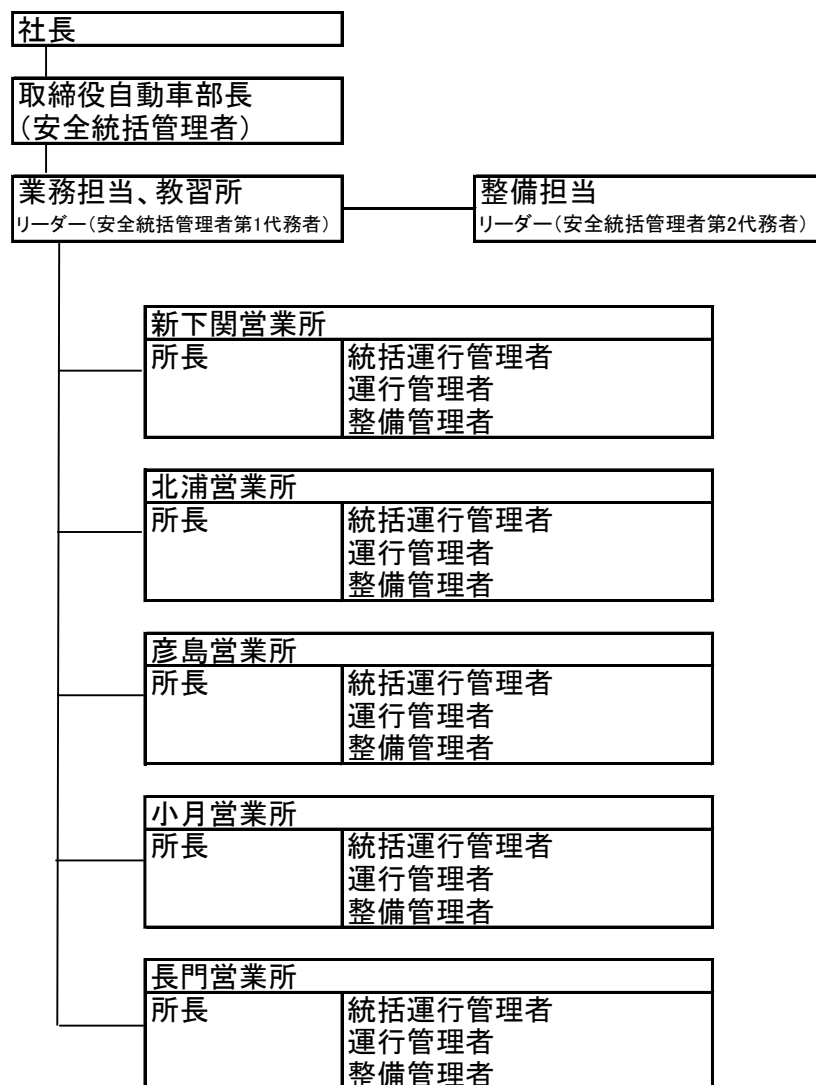 社長
取締役自動車部長
（安全統括管理者）
業務担当、教習所
リーダー（安全統括管理者第1代務者）
整備担当
リーダー（安全統括管理者第2代務者）
新下関営業所
所長
統括運行管理者
運行管理者
整備管理者
北浦営業所
所長
統括運行管理者
運行管理者
整備管理者
彦島営業所
所長
統括運行管理者
運行管理者
整備管理者
小月営業所
所長
統括運行管理者
運行管理者
整備管理者
長門営業所
所長
統括運行管理者
運行管理者
整備管理者